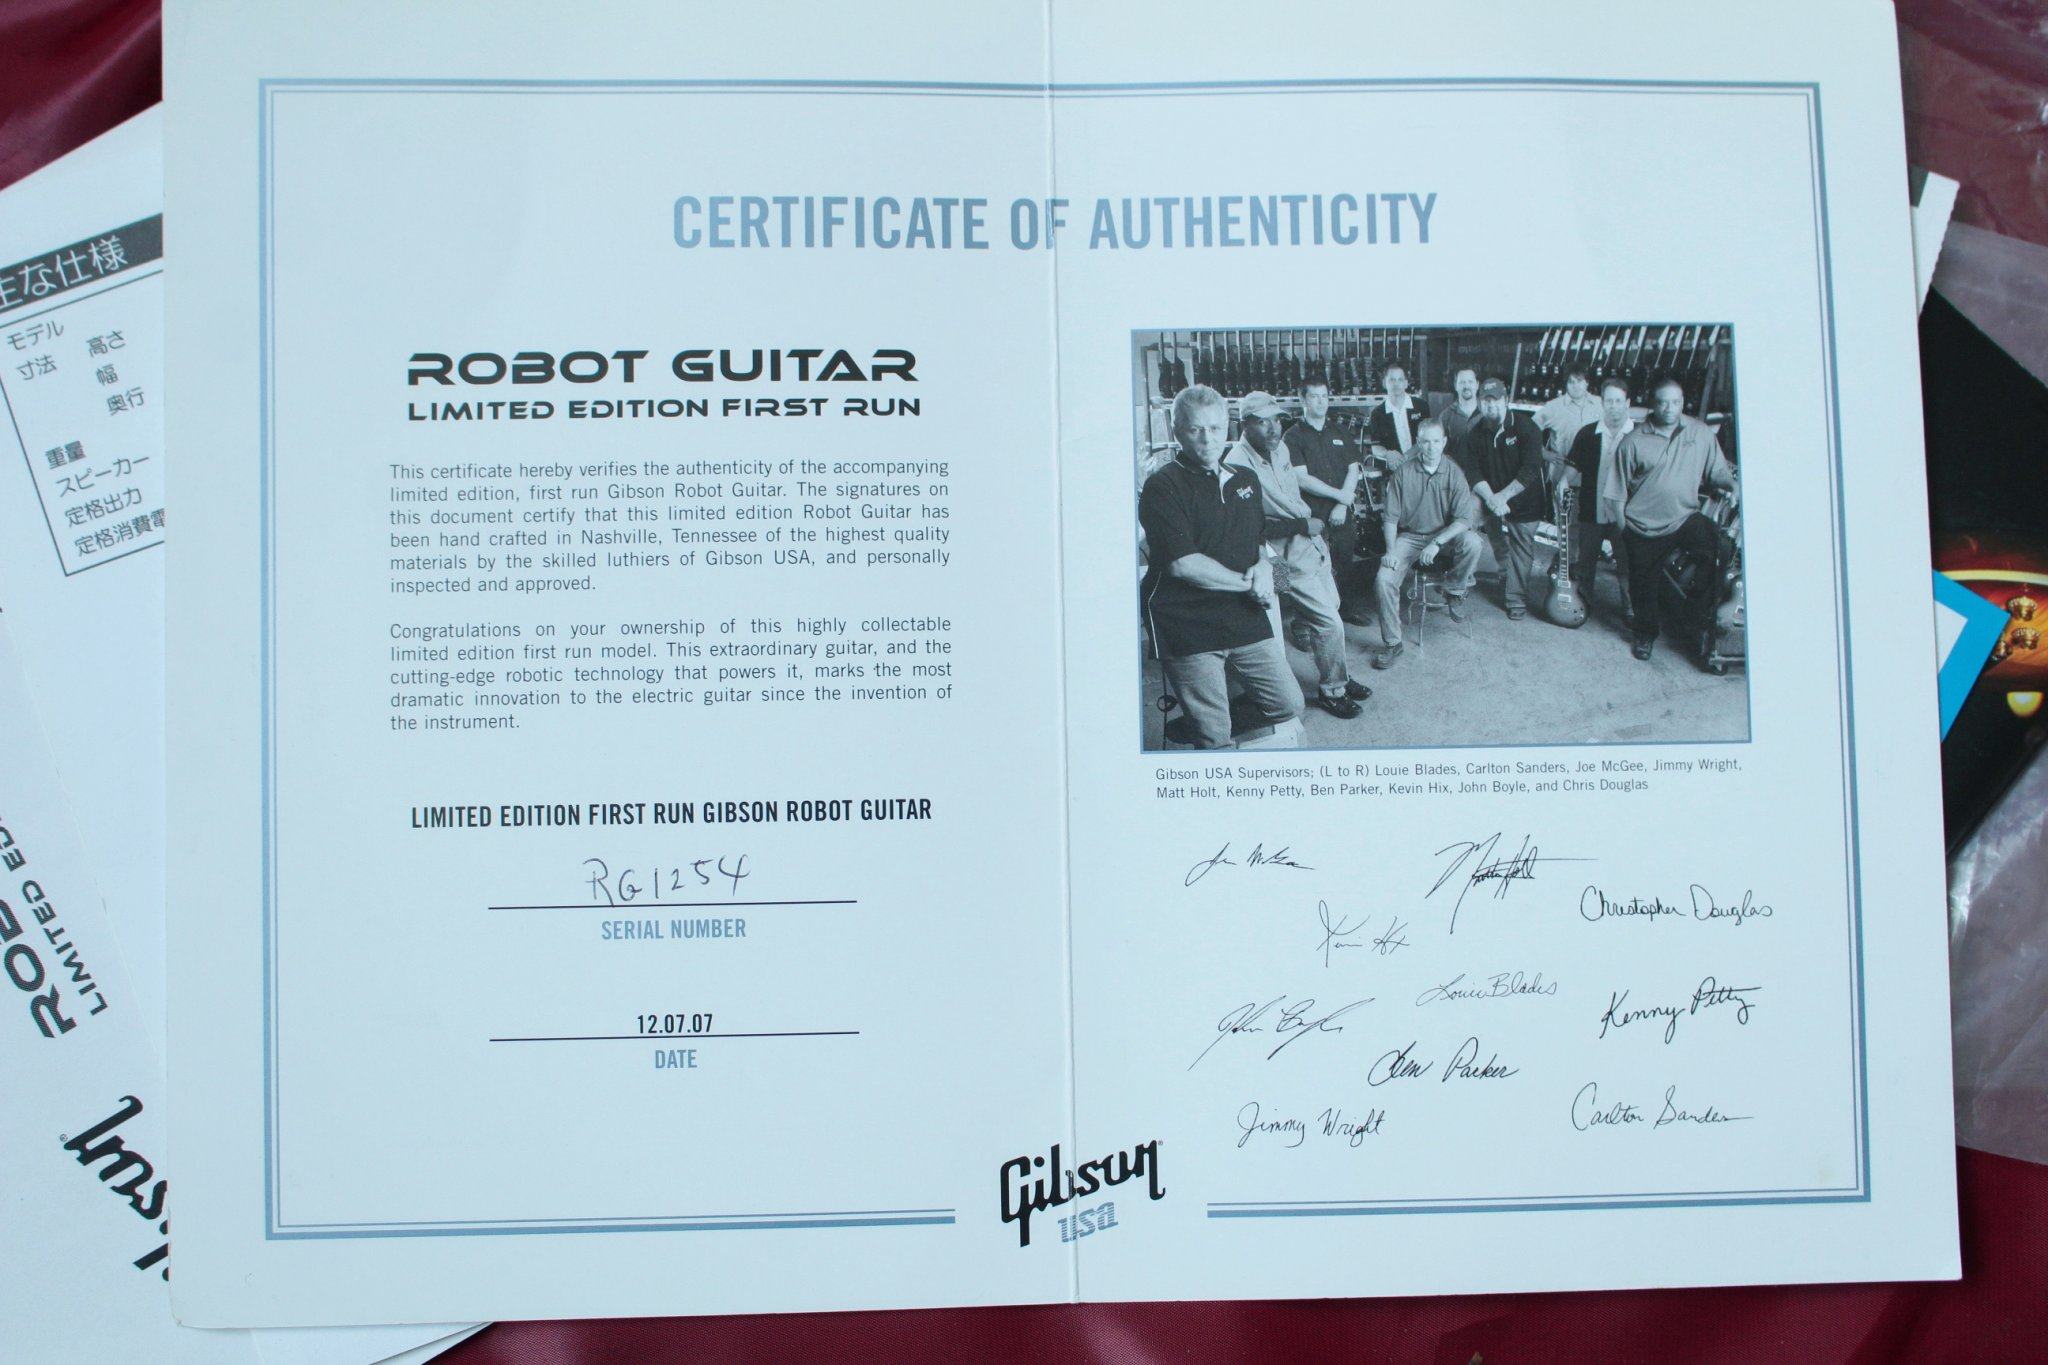 CERTIFICATE OF AUTHENTICITY
ROBOT GUITAR
LIMITED EDITION FIRST RUN
This certificate hereby verifies the authenticity of the accompanying
limited edition, first run Gibson Robot Guitar. The signatures on
this document certify that this limited edition Robot Guitar has
been hand crafted in Nashville, Tennessee of the highest quality
materials by the skilled luthiers of Gibson USA, and personally
inspected and approved.
Congratulations on your ownership of this highly collectable
limited edition first run model. This extraordinary guitar, and the
cutting-edge robotic technology that powers it, marks the most
dramatic innovation to the electric guitar since the invention of
the instrument.
LIMITED EDITION FIRST RUN GIBSON ROBOT GUITAR
RG1254
SERIAL NUMBER
12.07.07
DATE
Gibson USA Supervisors; (L to R) Louie Blades, Carlton Sanders, Joe McGee, Jimmy Wright,
Matt Holt, Kenny Petty, Ben Parker, Kevin Hix, John Boyle, and Chris Douglas
Joe McGee
Matt Holt
Christopher Douglas
Kevin Hix
Louie Blades
Kenny Petty
John Boyle
Ben Parker
Jimmy Wright
Carlton Sanders
Gibson
USA
主な仕様
モデル
寸法 高さ
幅
奥行
重量
スピーカー
定格出力
定格消費電
LIMITED